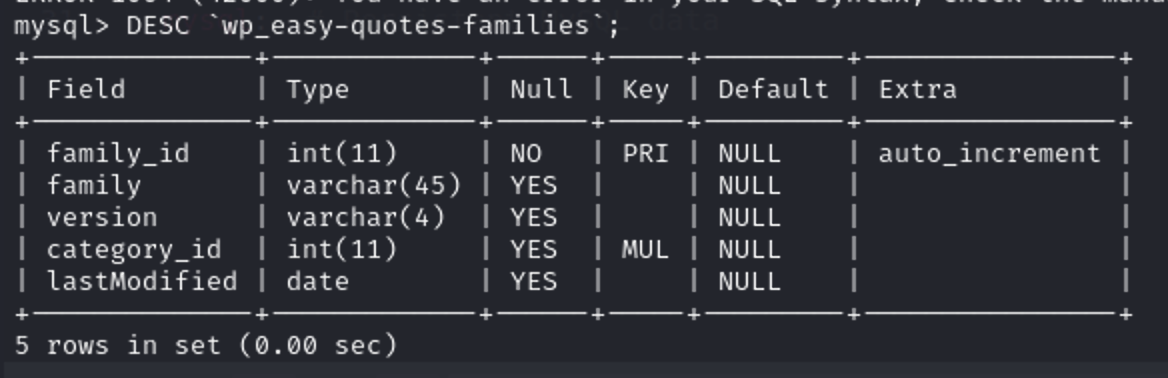 mysql> DESC `wp_easy-quotes-families`;
| Field | Type | Null | Key | Default | Extra |
| family_id | int(11) | NO | PRI | NULL | auto_increment |
| family | varchar(45) | YES | | NULL | |
| version | varchar(4) | YES | | NULL | |
| category_id | int(11) | YES | MUL | NULL | |
| lastModified | date | YES | | NULL | |
5 rows in set (0.00 sec)